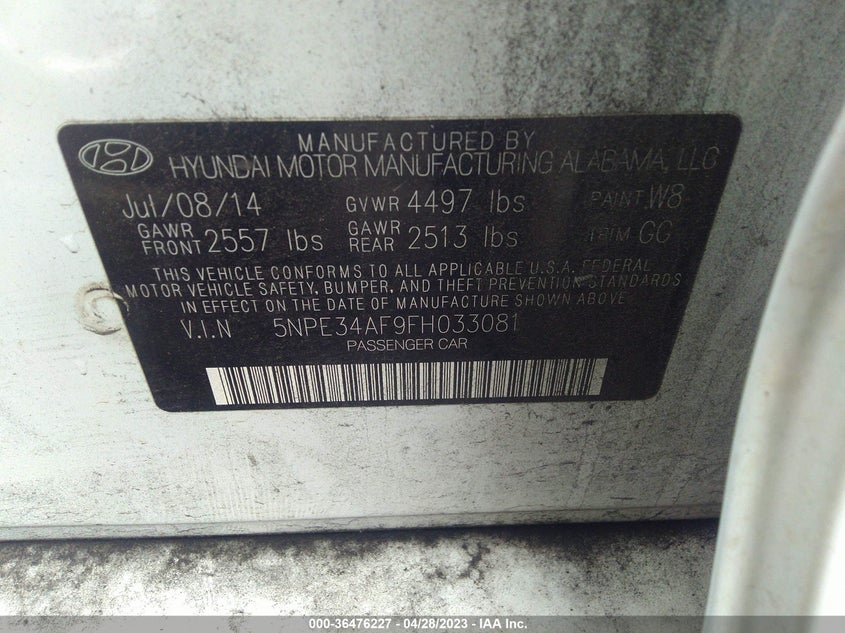 MANUFACTURED BY
HYUNDAI MOTOR MANUFACTURING ALABAMA, LLC
Jul/08/14 GVWR 4497 lbs PAINT W8
GAWR FRONT 2557 lbs GAWR REAR 2513 lbs TRIM GG
THIS VEHICLE CONFORMS TO ALL APPLICABLE U.S.A. FEDERAL
MOTOR VEHICLE SAFETY, BUMPER, AND THEFT PREVENTION STANDARDS
IN EFFECT ON THE DATE OF MANUFACTURE SHOWN ABOVE.
V.I.N 5NPE34AF9FH033081
PASSENGER CAR
000-36476227 - 04/28/2023 - IAA Inc.